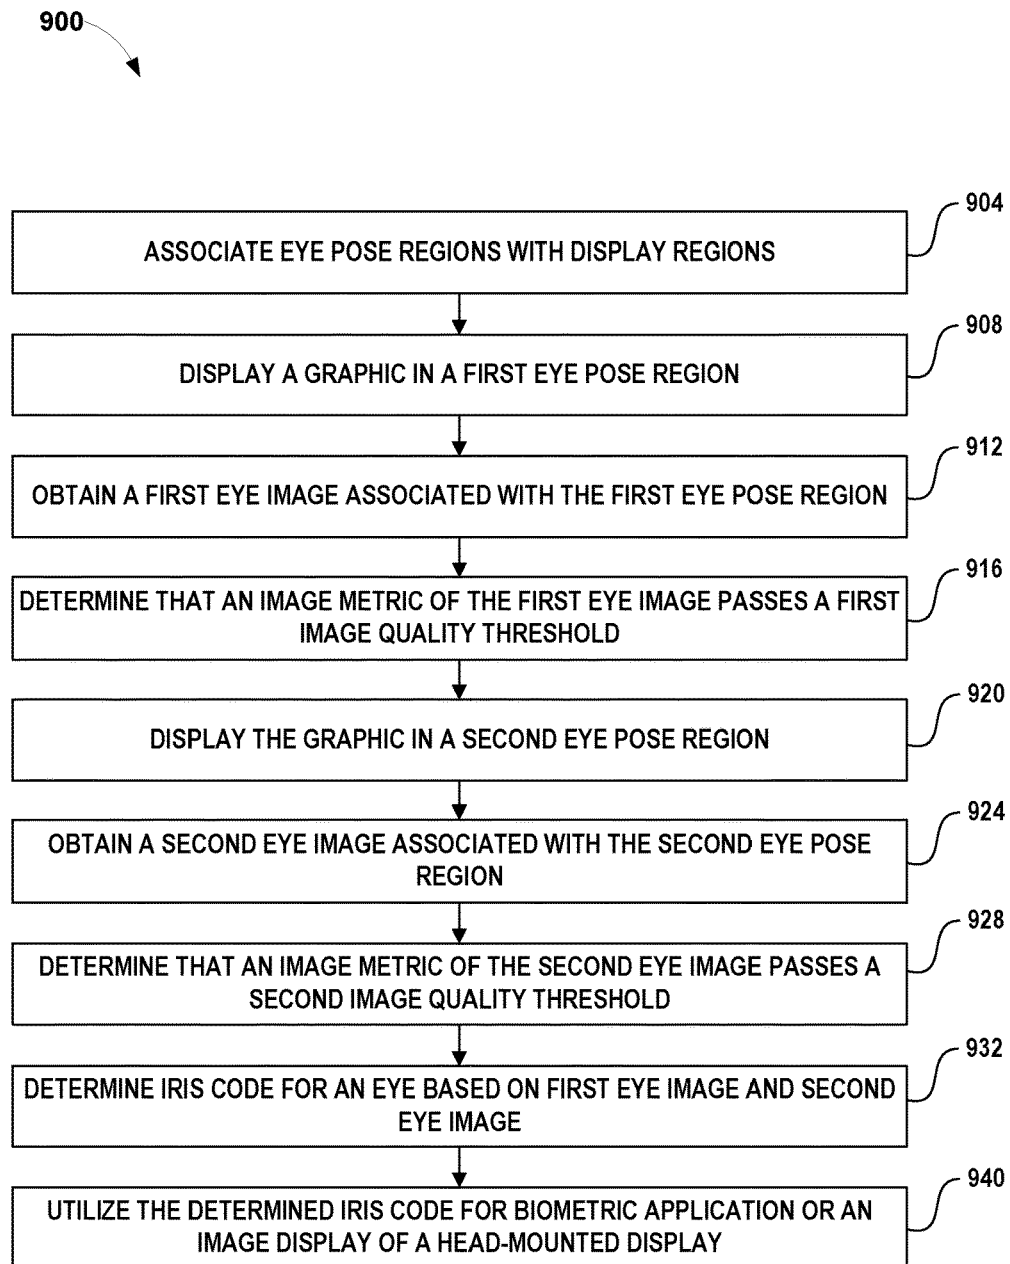 900
904
ASSOCIATE EYE POSE REGIONS WITH DISPLAY REGIONS
908
DISPLAY A GRAPHIC IN A FIRST EYE POSE REGION
912
OBTAIN A FIRST EYE IMAGE ASSOCIATED WITH THE FIRST EYE POSE REGION
916
DETERMINE THAT AN IMAGE METRIC OF THE FIRST EYE IMAGE PASSES A FIRST
IMAGE QUALITY THRESHOLD
920
DISPLAY THE GRAPHIC IN A SECOND EYE POSE REGION
924
OBTAIN A SECOND EYE IMAGE ASSOCIATED WITH THE SECOND EYE POSE
REGION
928
DETERMINE THAT AN IMAGE METRIC OF THE SECOND EYE IMAGE PASSES A
SECOND IMAGE QUALITY THRESHOLD
932
DETERMINE IRIS CODE FOR AN EYE BASED ON FIRST EYE IMAGE AND SECOND
EYE IMAGE
940
UTILIZE THE DETERMINED IRIS CODE FOR BIOMETRIC APPLICATION OR AN
IMAGE DISPLAY OF A HEAD-MOUNTED DISPLAY